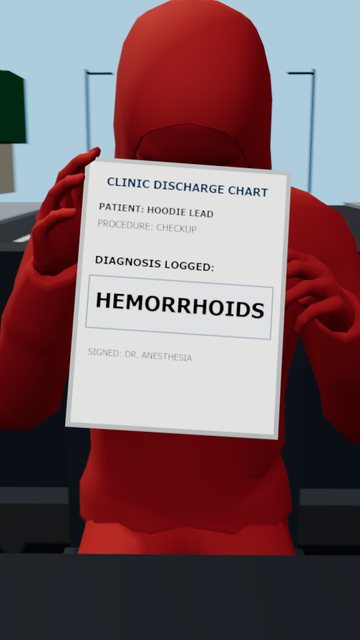 CLINIC DISCHARGE CHART
PATIENT: HOODIE LEAD
PROCEDURE: CHECKUP
DIAGNOSIS LOGGED:
HEMORRHOIDS
SIGNED: DR. ANESTHESIA